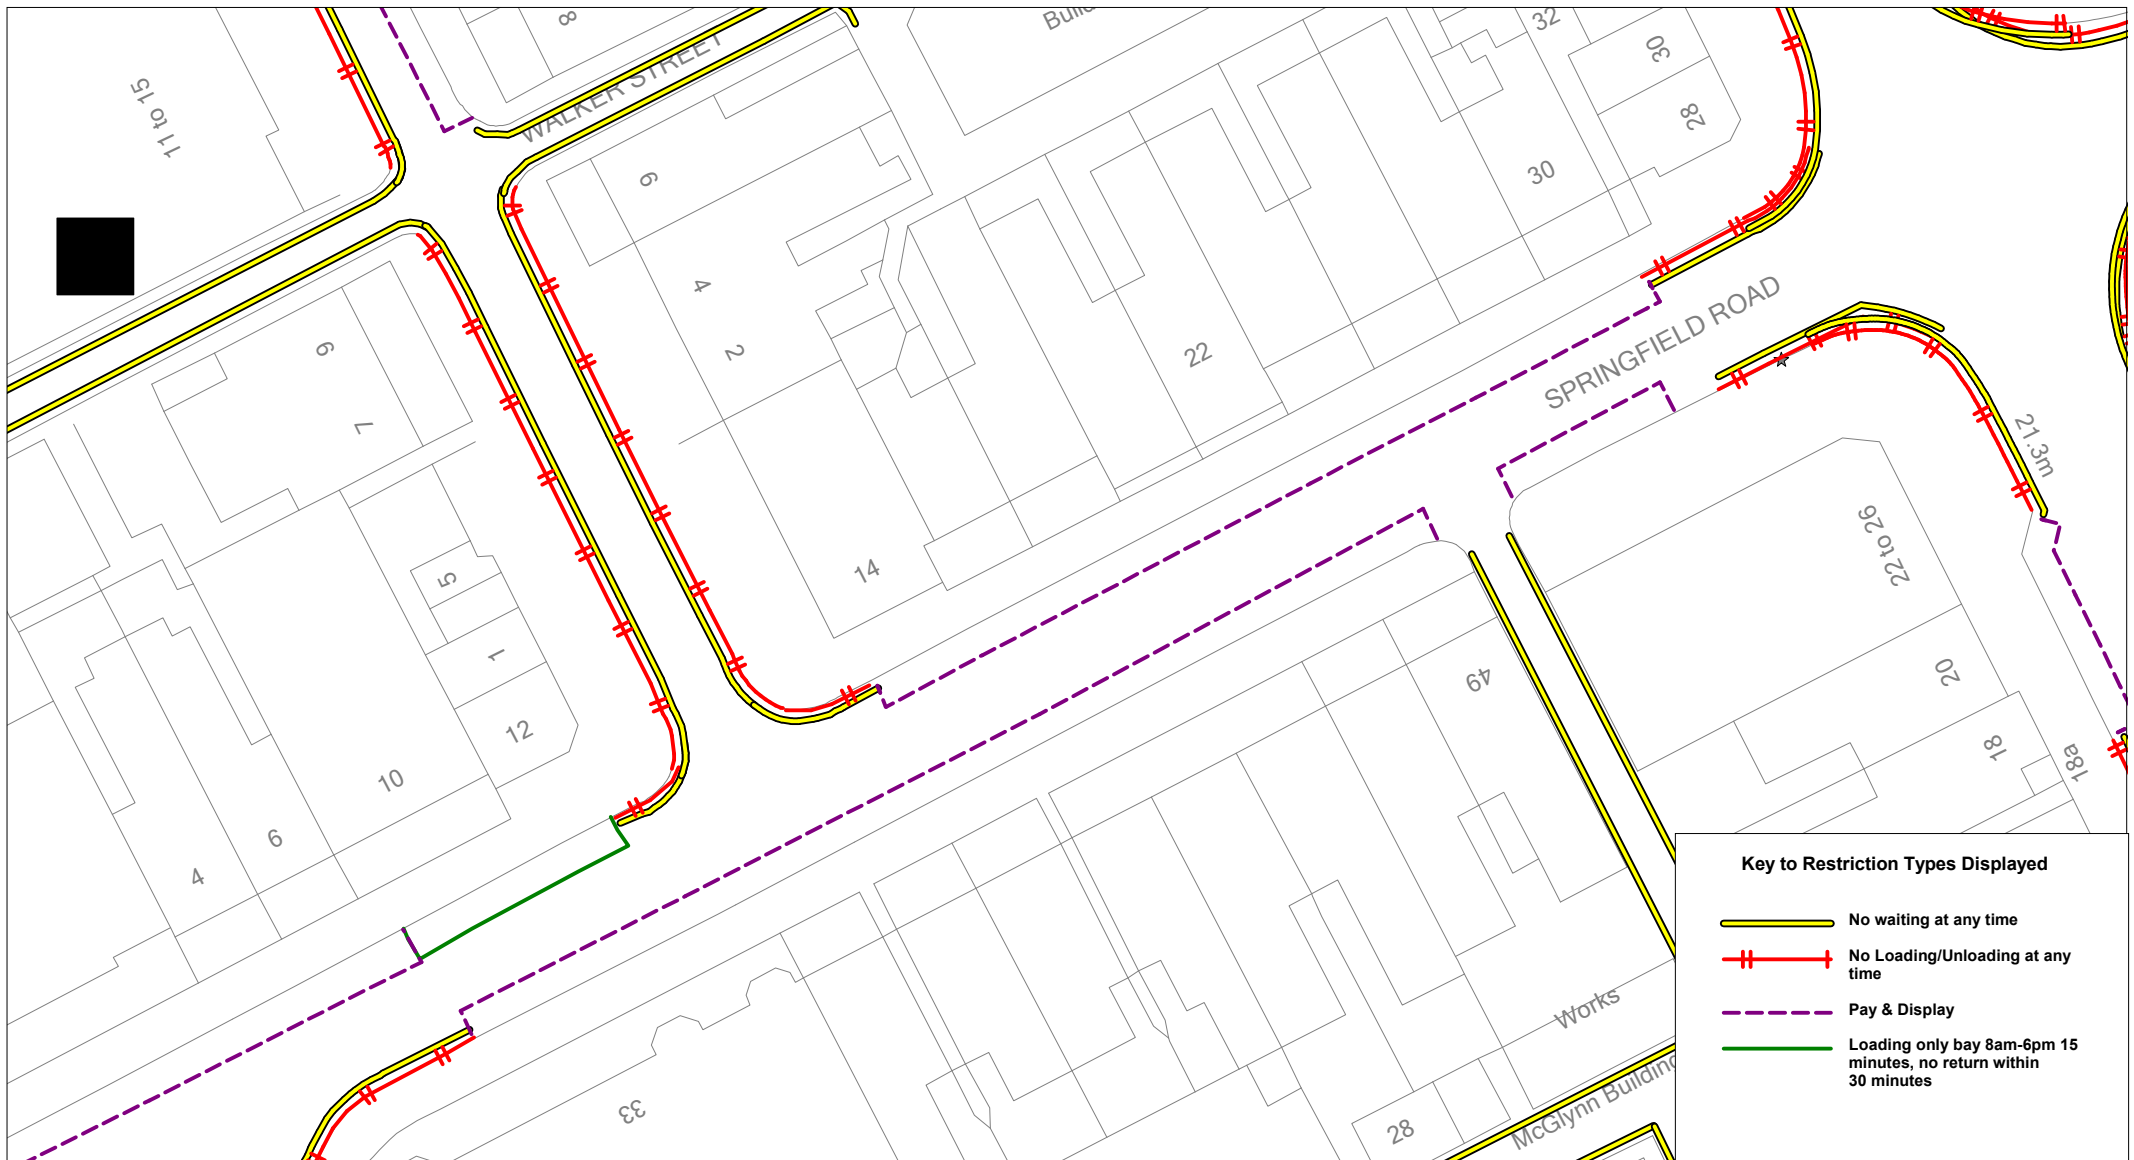 8
Build
32
WALKER STREET
30
11 to 15
28
6
30
4
SPRINGFIELD ROAD
6
2
22
7
21.3m
22 to 26
14
5
49
1
20
12
18
18a
10
6
4
Key to Restriction Types Displayed
No waiting at any time
No Loading/Unloading at any
time
Pay & Display
Loading only bay 8am-6pm 15
minutes, no return within
30 minutes
Works
McGlynn Building
33
28